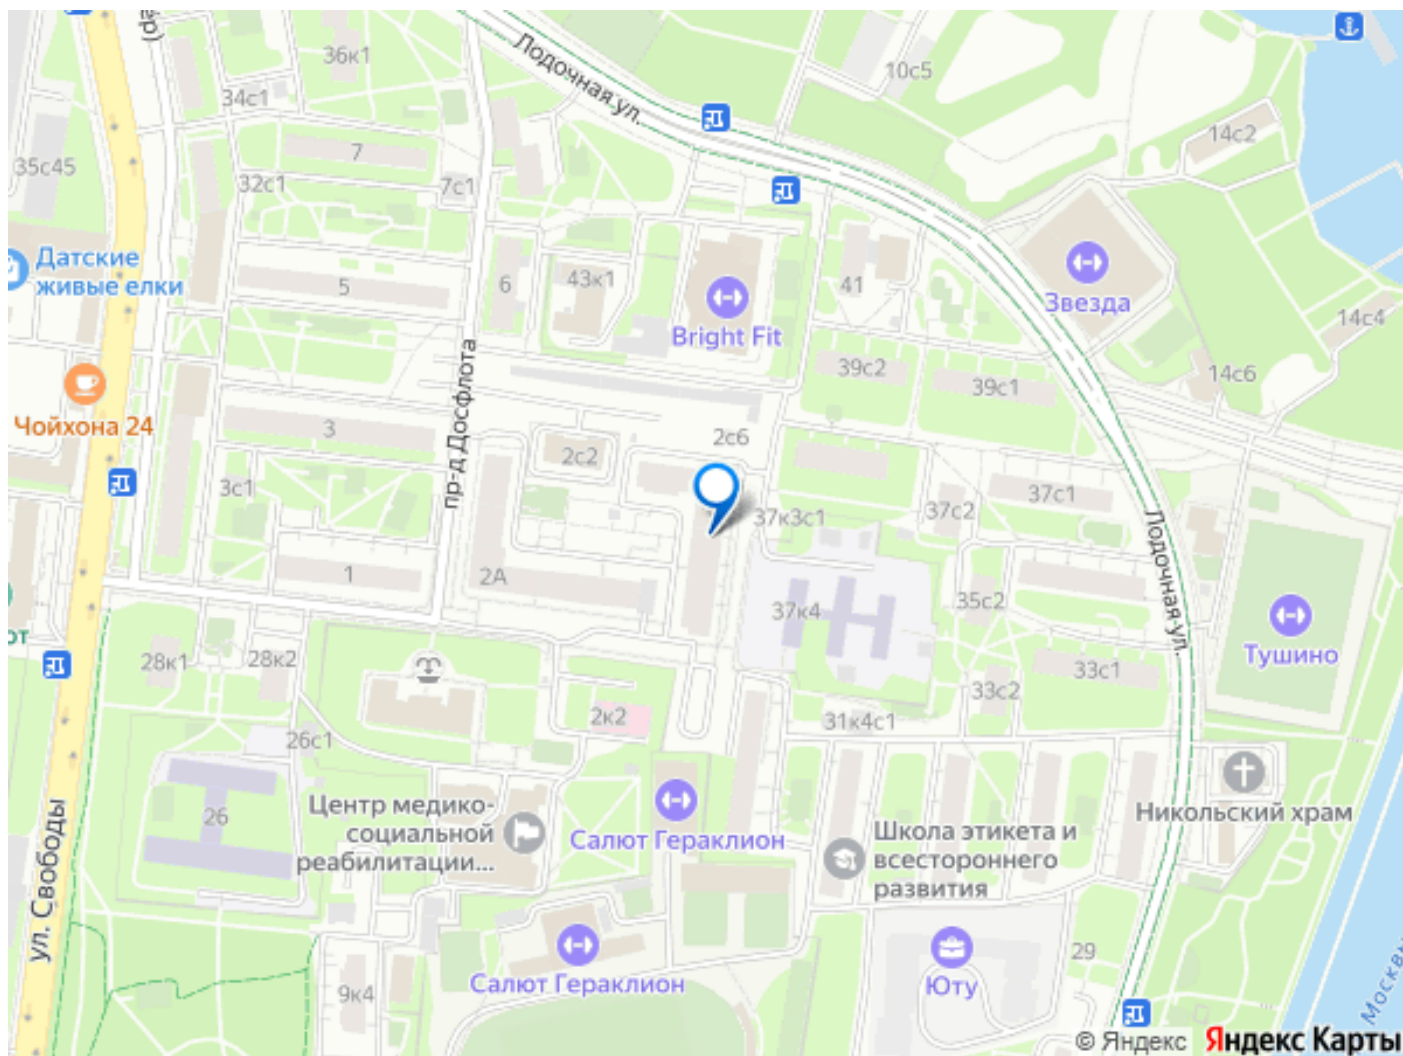 36к1
Лодочная ул.
10с5
34с1
14с2
7
35с45
32с1
7с1
Датские
живые елки
5
6
43к1
41
Звезда
Bright Fit
14с4
39с2
39с1
14с6
Чойхона 24
3
пр-д Досфлота
2с6
2с2
3с1
37с1
37с2
37к3с1
Лодочная ул.
1
2А
37к4
35с2
Тушино
от
28к1
28к2
33с1
33с2
2к2
31к4с1
26с1
Никольский храм
26
Центр медико-
социальной
реабилитации...
Салют Гераклион
Школа этикета и
всестороннего
развития
ул. Свободы
Салют Гераклион
Юту
29
9к4
Москвы
© Яндекс
Яндекс Карты